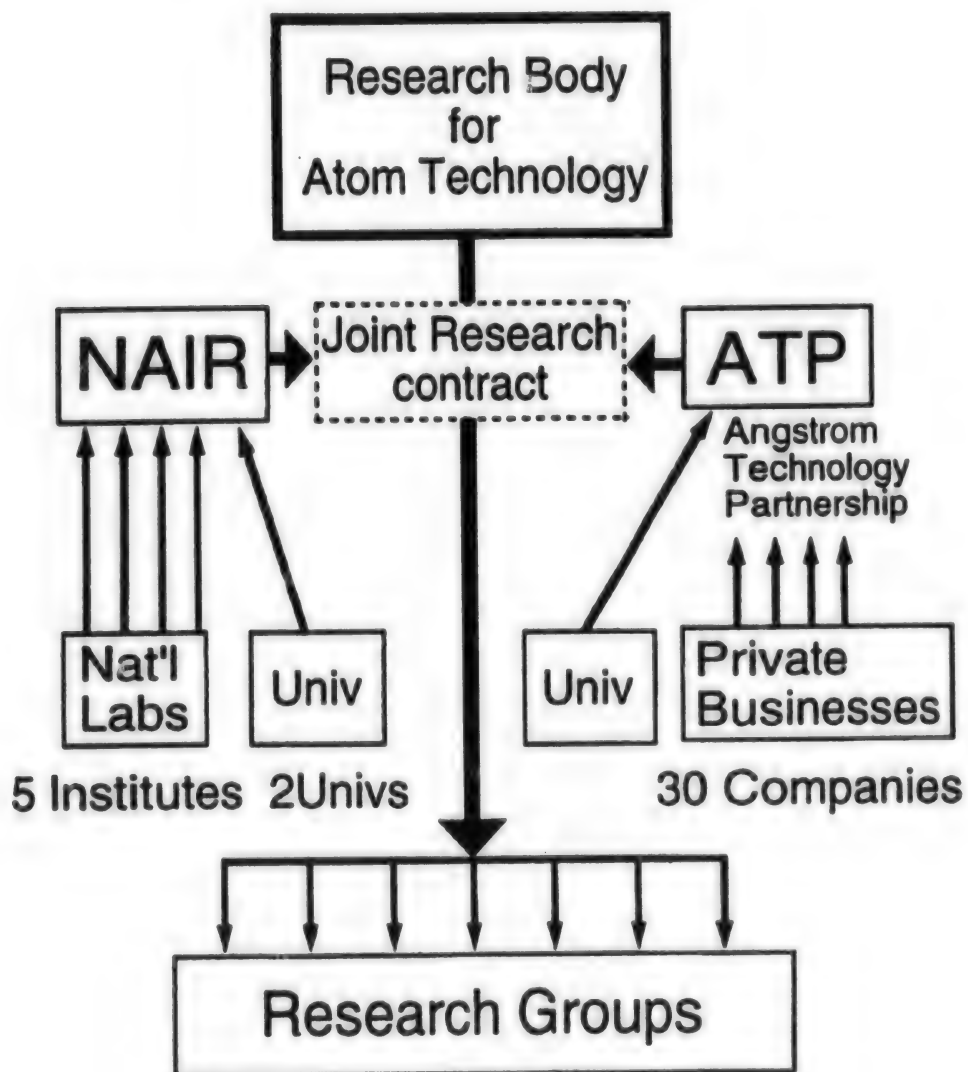 Research Body
for
Atom Technology
NAIR
Joint Research
contract
ATP
Angstrom
Technology
Partnership
Nat'l
Labs
Univ
Univ
Private
Businesses
5 Institutes
2Univs
30 Companies
Research Groups